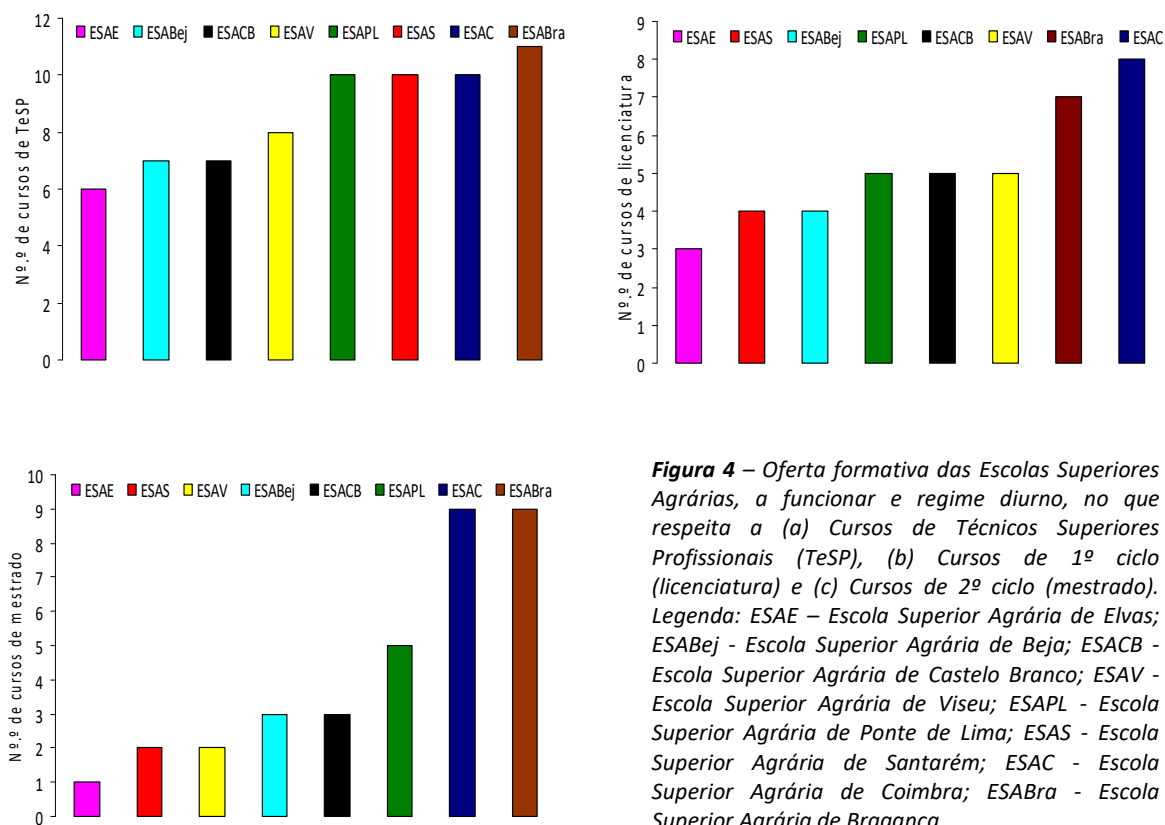 12
10
8
6
4
2
0
Nº.º de cursos de TeSP
ESAE ESABej ESACB ESAV ESAPL ESAS ESAC ESABra
9
8
7
6
5
4
3
2
1
0
Nº.º de cursos de licenciatura
ESAE ESAS ESABej ESAPL ESACB ESAV ESABra ESAC
10
9
8
7
6
5
4
3
2
1
0
Nº.º de cursos de mestrado
ESAE ESAS ESAV ESABej ESACB ESAPL ESAC ESABra
Figura 4 – Oferta formativa das Escolas Superiores
Agrárias, a funcionar e regime diurno, no que
respeita a (a) Cursos de Técnicos Superiores
Profissionais (TeSP), (b) Cursos de 1º ciclo
(licenciatura) e (c) Cursos de 2º ciclo (mestrado).
Legenda: ESAE – Escola Superior Agrária de Elvas;
ESABej - Escola Superior Agrária de Beja; ESACB -
Escola Superior Agrária de Castelo Branco; ESAV -
Escola Superior Agrária de Viseu; ESAPL - Escola
Superior Agrária de Ponte de Lima; ESAS - Escola
Superior Agrária de Santarém; ESAC - Escola
Superior Agrária de Coimbra; ESABra - Escola
Superior Agrária de Bragança